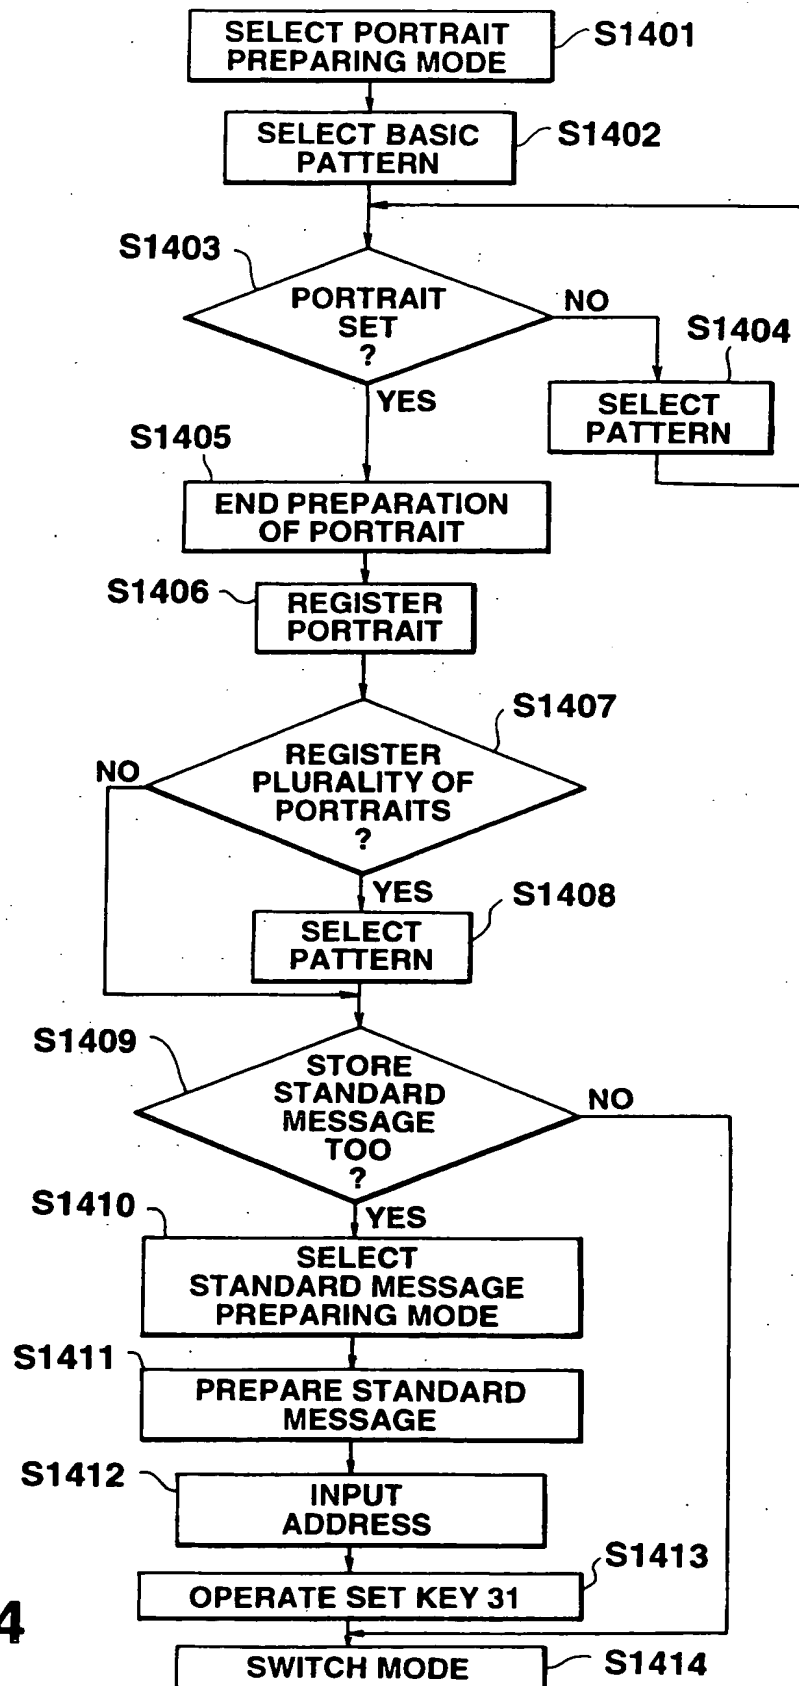 SELECT PORTRAIT
PREPARING MODE
S1401
SELECT BASIC
PATTERN
S1402
S1403
PORTRAIT
SET
?
NO
S1404
YES
SELECT
PATTERN
S1405
END PREPARATION
OF PORTRAIT
S1406
REGISTER
PORTRAIT
S1407
REGISTER
PLURALITY OF
PORTRAITS
?
NO
YES
S1408
SELECT
PATTERN
S1409
STORE
STANDARD
MESSAGE
TOO
?
NO
S1410
YES
SELECT
STANDARD MESSAGE
PREPARING MODE
S1411
PREPARE STANDARD
MESSAGE
S1412
INPUT
ADDRESS
S1413
OPERATE SET KEY 31
4
SWITCH MODE
S1414